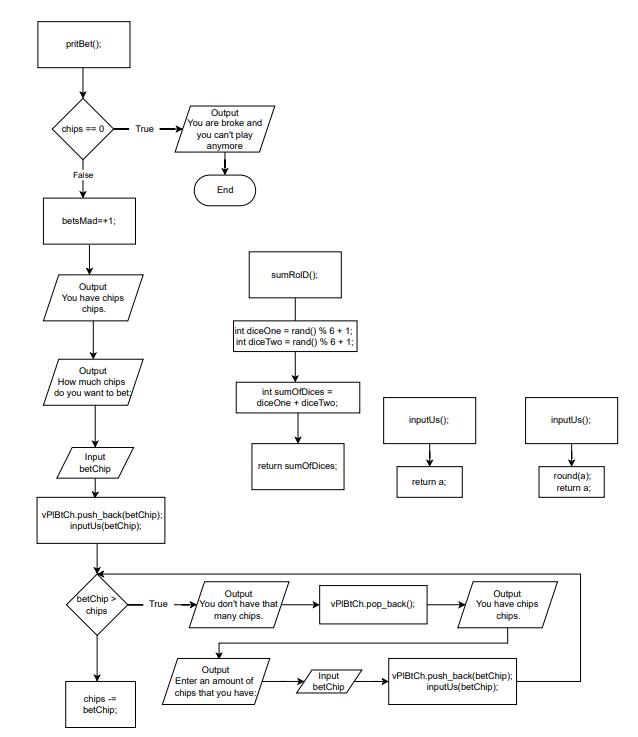 pritBet();
chips == 0
True
Output
You are broke and
you can't play
anymore
False
End
betsMad=+1;
Output
You have chips
chips.
Output
How much chips
do you want to bet:
Input
betChip
vPlBtCh.push_back(betChip);
inputUs(betChip);
betChip >
chips
True
Output
You don't have that
many chips.
vPlBtCh.pop_back();
Output
You have chips
chips.
Output
Enter an amount of
chips that you have:
Input
betChip
vPlBtCh.push_back(betChip);
inputUs(betChip);
chips -=
betChip;
sumRolD();
int diceOne = rand() % 6 + 1;
int diceTwo = rand() % 6 + 1;
int sumOfDices =
diceOne + diceTwo;
return sumOfDices;
inputUs();
return a;
inputUs();
round(a);
return a;